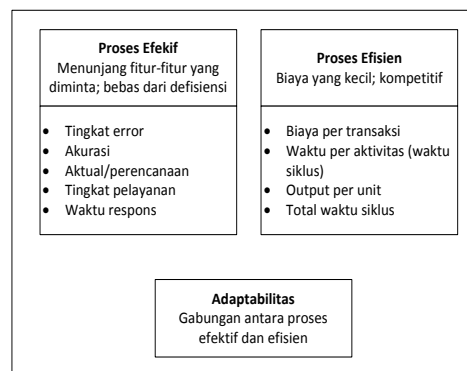 Proses Efekif
Menunjang fitur-fitur yang
diminta; bebas dari defisiensi
• Tingkat error
• Akurasi
• Aktual/perencanaan
• Tingkat pelayanan
• Waktu respons
Proses Efisien
Biaya yang kecil; kompetitif
• Biaya per transaksi
• Waktu per aktivitas (waktu
siklus)
• Output per unit
• Total waktu siklus
Adaptabilitas
Gabungan antara proses
efektif dan efisien